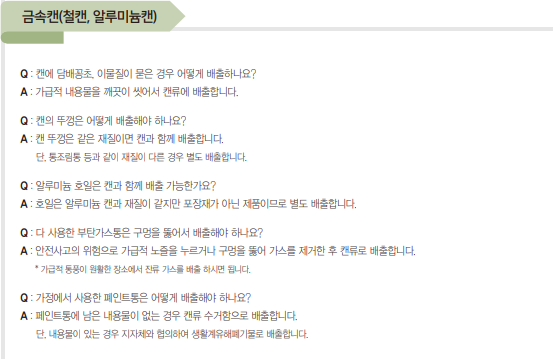 금속캔(철캔, 알루미늄캔)
Q : 캔에 담배꽁초, 이물질이 묻은 경우 어떻게 배출하나요?
A : 가급적 내용물을 깨끗이 씻어서 캔류에 배출합니다.
Q : 캔의 뚜껑은 어떻게 배출해야 하나요?
A : 캔 뚜껑은 같은 재질이면 캔과 함께 배출합니다.
단, 통조림통 등과 같이 재질이 다른 경우 별도 배출합니다.
Q : 알루미늄 호일은 캔과 함께 배출 가능한가요?
A : 호일은 알루미늄 캔과 재질이 같지만 포장재가 아닌 제품이므로 별도 배출합니다.
Q : 다 사용한 부탄가스통은 구멍을 뚫어서 배출해야 하나요?
A : 안전사고의 위험으로 가급적 노즐을 누르거나 구멍을 뚫어 가스를 제거한 후 캔류로 배출합니다.
* 가급적 통풍이 원활한 장소에서 잔류 가스를 배출 하시면 됩니다.
Q : 가정에서 사용한 페인트통은 어떻게 배출해야 하나요?
A : 페인트통에 남은 내용물이 없는 경우 캔류 수거함으로 배출합니다.
단, 내용물이 있는 경우 지자체와 협의하여 생활계유해폐기물로 배출합니다.